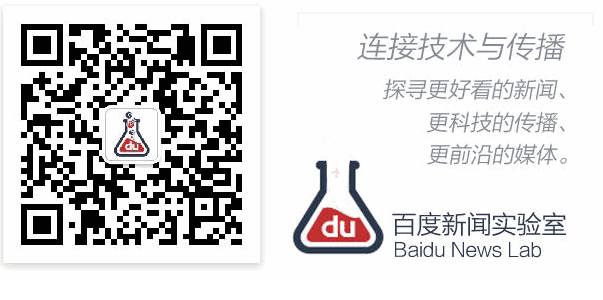 连接技术与传播
探寻更好看的新闻、
更科技的传播、
更前沿的媒体。
du
du
百度新闻实验室
Baidu News Lab